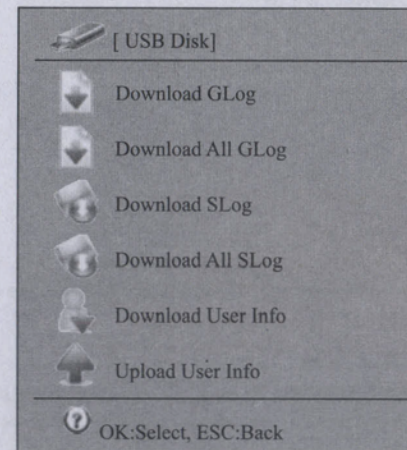 [ USB Disk]
Download GLog
Download All GLog
Download SLog
Download All SLog
Download User Info
Upload User Info
OK:Select, ESC:Back